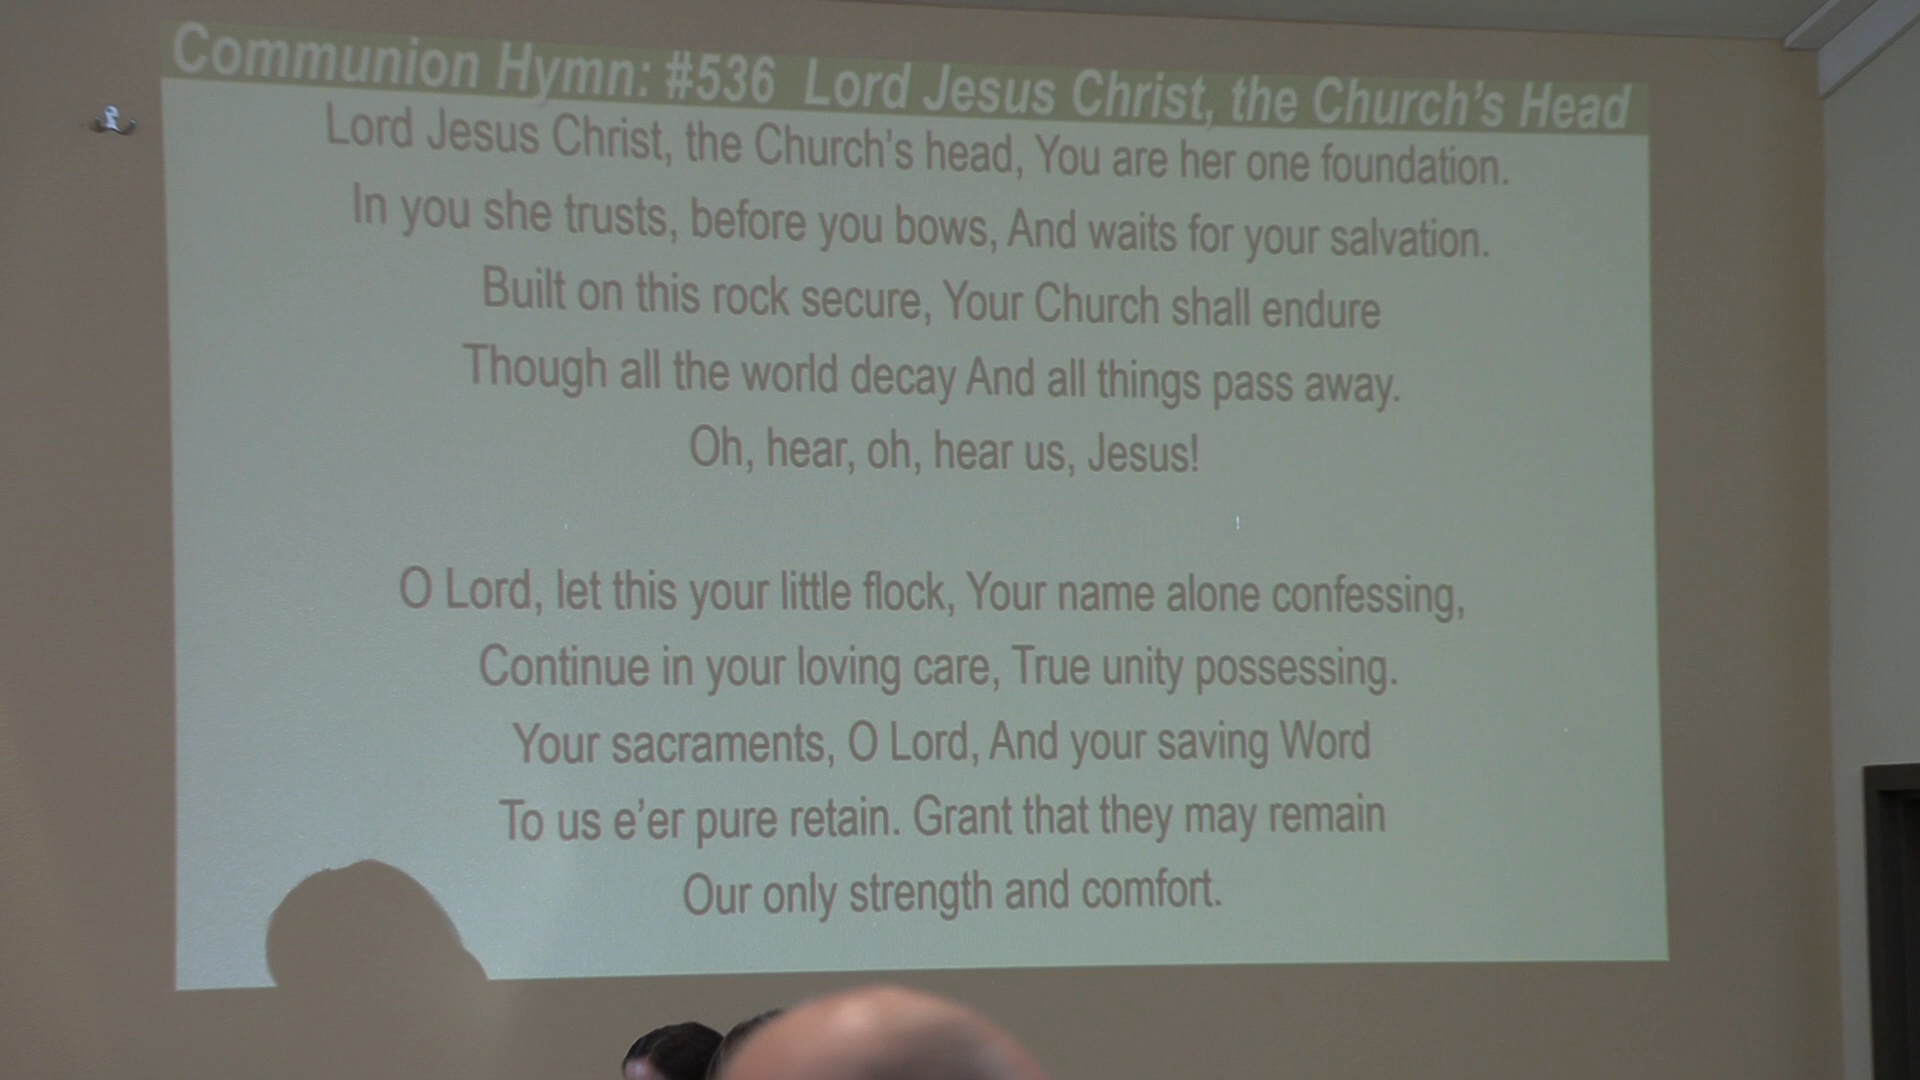 Communion Hymn: #536 Lord Jesus Christ, the Church’s Head
Lord Jesus Christ, the Church’s head, You are her one foundation.
In you she trusts, before you bows, And waits for your salvation.
Built on this rock secure, Your Church shall endure
Though all the world decay And all things pass away.
Oh, hear, oh, hear us, Jesus!
O Lord, let this your little flock, Your name alone confessing,
Continue in your loving care, True unity possessing.
Your sacraments, O Lord, And your saving Word
To us e’er pure retain. Grant that they may remain
Our only strength and comfort.